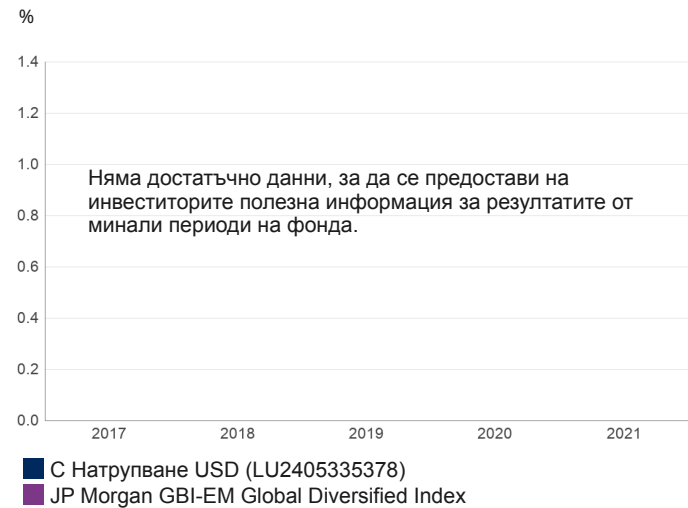 %
1.4
1.2
1.0
Няма достатъчно данни, за да се предостави на
инвеститорите полезна информация за резултатите от
минали периоди на фонда.
0.8
0.6
0.4
0.2
0.0
2017 2018 2019 2020 2021
C Натрупване USD (LU2405335378)
JP Morgan GBI-EM Global Diversified Index